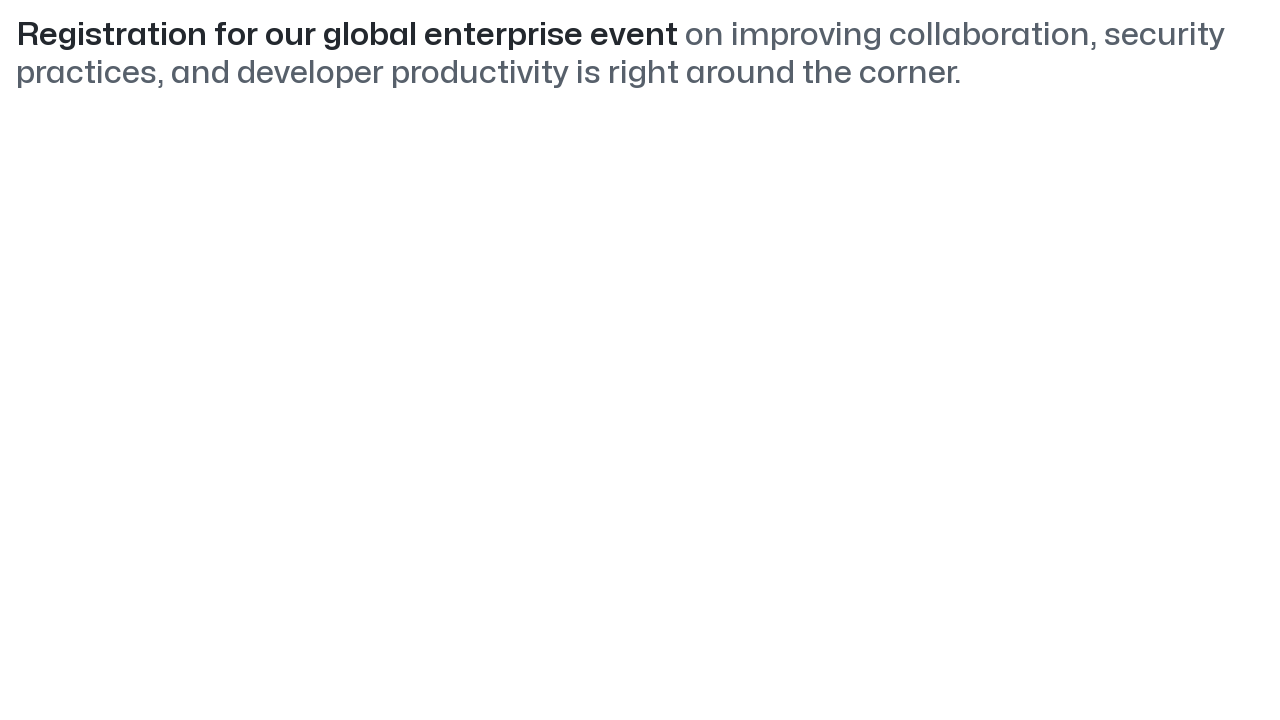 Registration for our global enterprise event on improving collaboration, security
practices, and developer productivity is right around the corner.